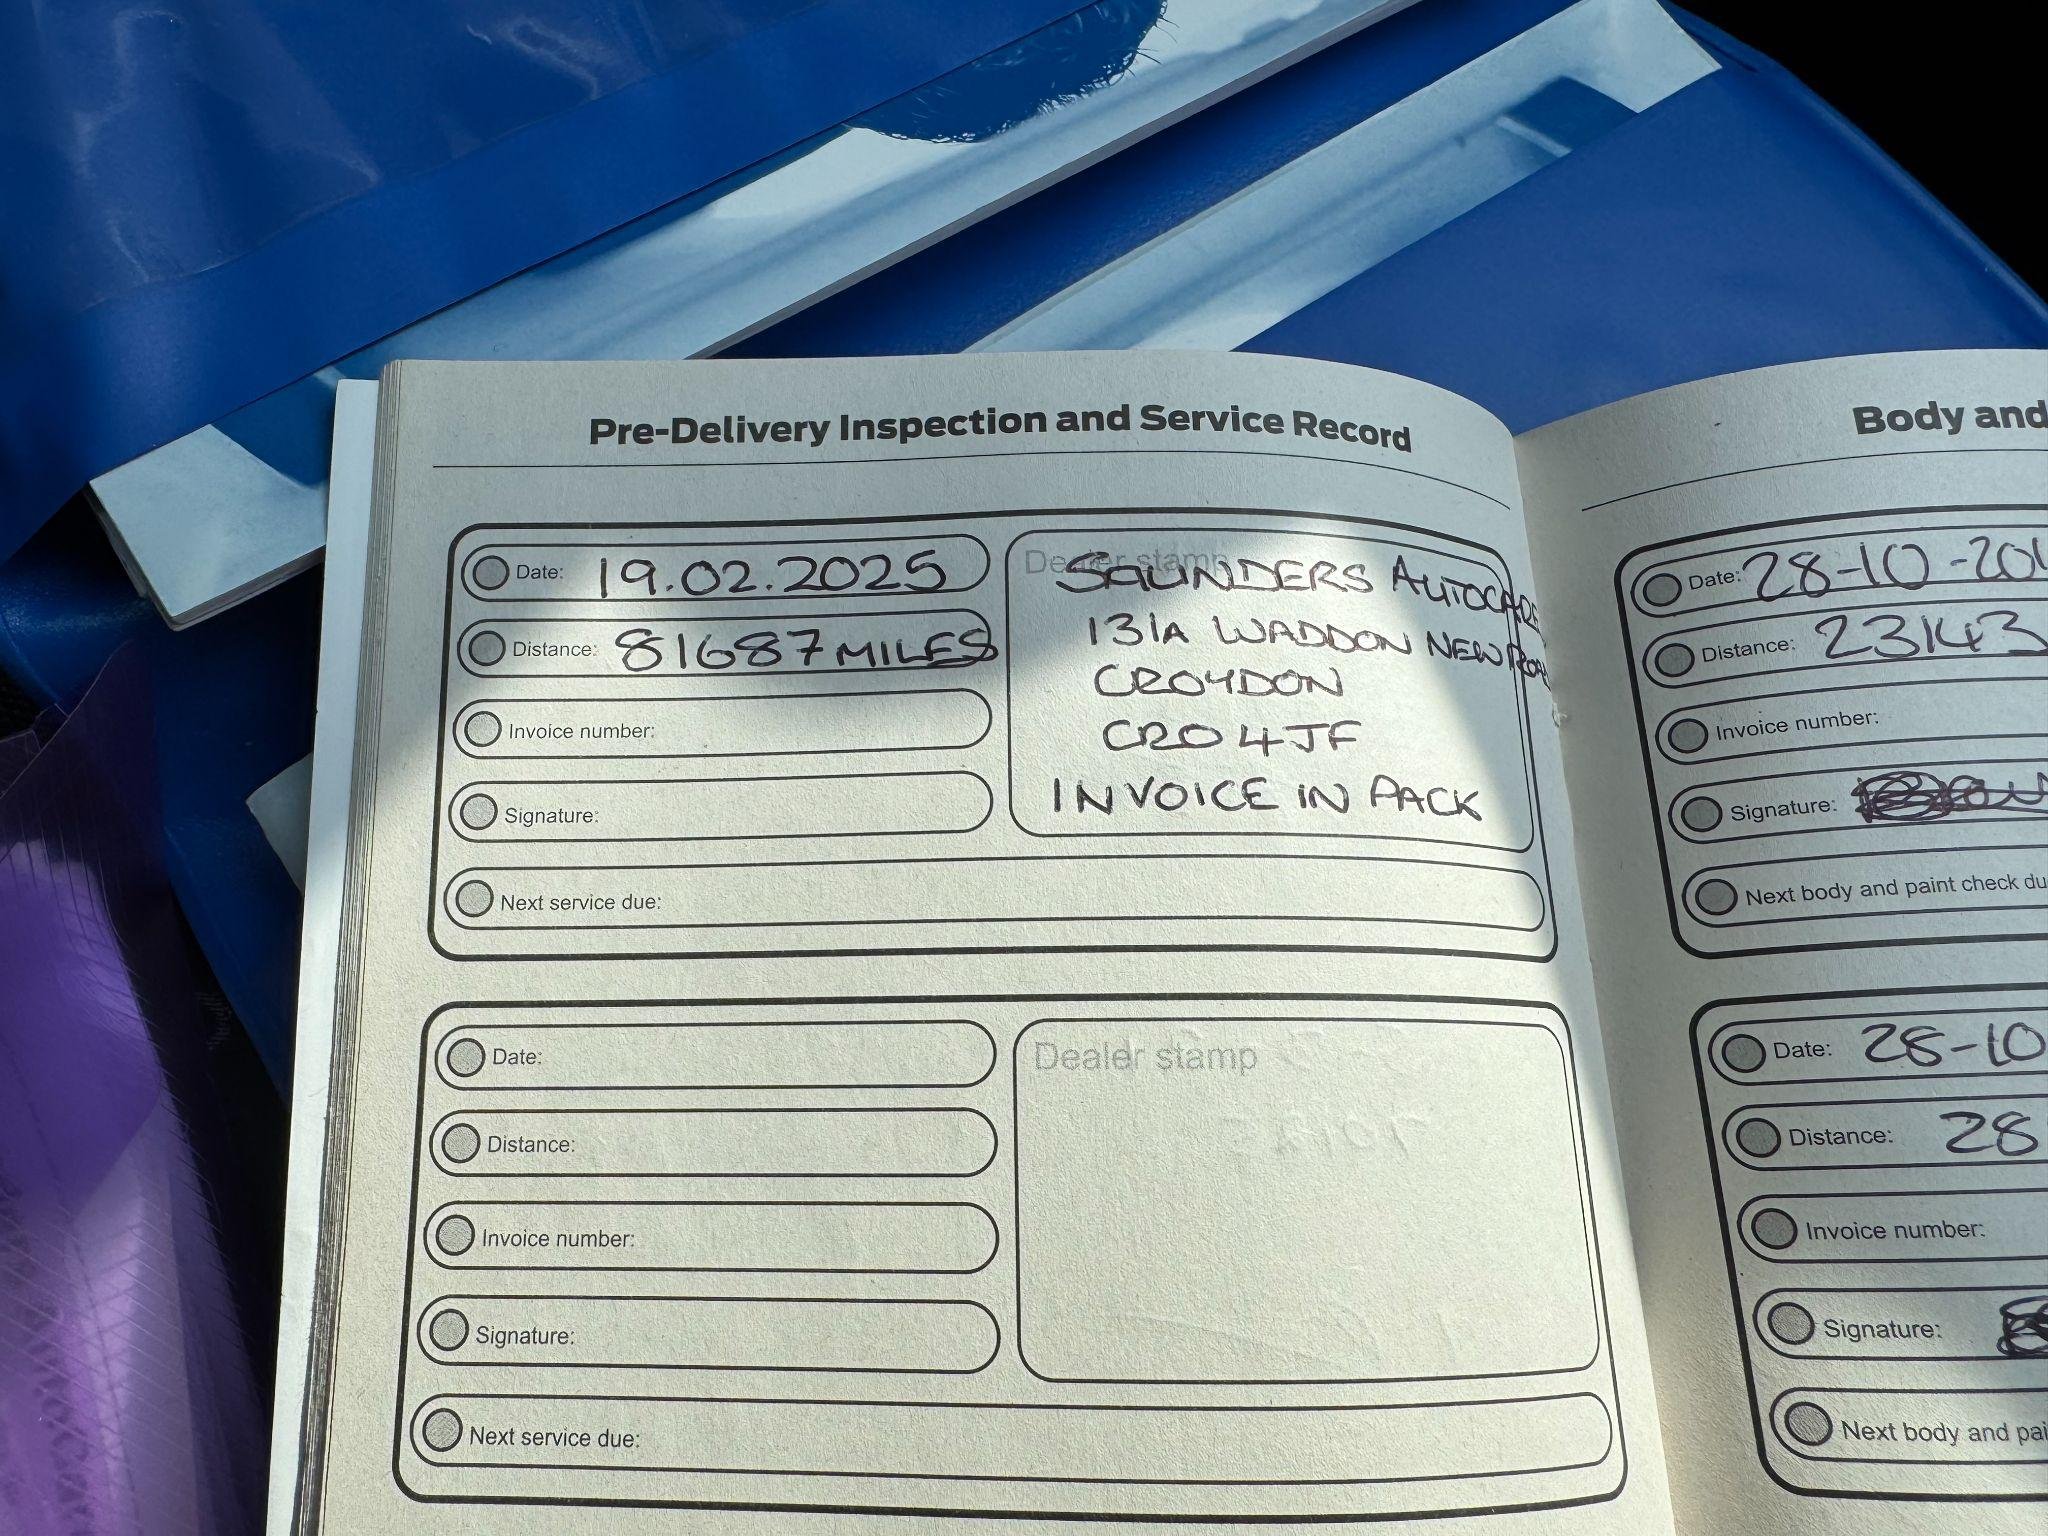 Pre-Delivery Inspection and Service Record
Date: 19.02.2025
Distance: 81687 MILES
Invoice number:
Signature:
Next service due:
Dealer stamp
SAUNDERS AUTOCARE
131A WADDON NEW ROAD
CROYDON
CR0 4JF
INVOICE IN PACK
Date:
Distance:
Invoice number:
Signature:
Next service due:
Dealer stamp
Body and
Date: 28-10-201
Distance: 23143
Invoice number:
Signature:
Next body and paint check du
Date: 28-10
Distance: 28
Invoice number:
Signature:
Next body and pai